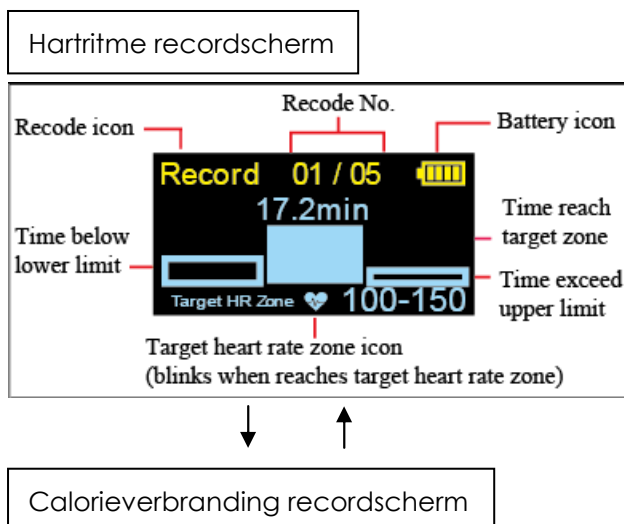 Hartritme recordscherm
Recode No.
Recode icon
Battery icon
Record 01 / 05
17.2min
Time reach
target zone
Time below
lower limit
Time exceed
upper limit
Target HR Zone 100-150
Target heart rate zone icon
(blinks when reaches target heart rate zone)
Calorieverbranding recordscherm